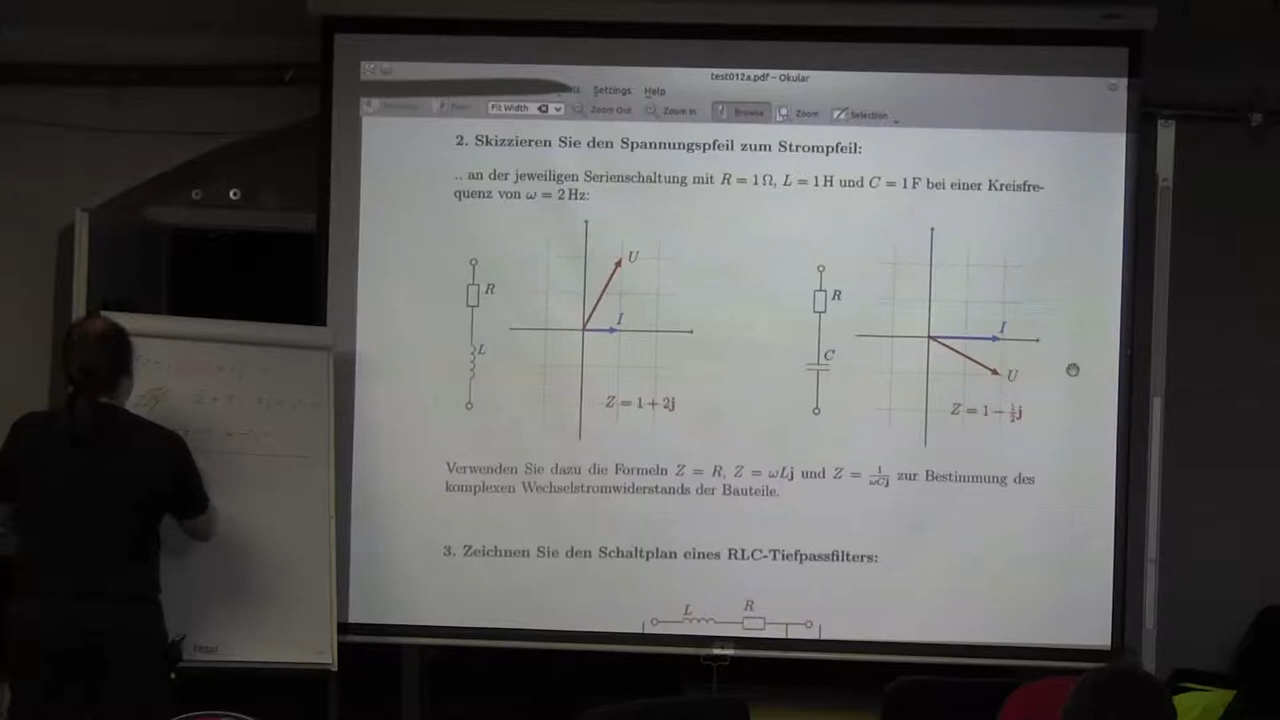 test012a.pdf – Okular
Settings Help
Fit Width Zoom Out Zoom In Browse Zoom Selection
2. Skizzieren Sie den Spannungspfeil zum Strompfeil:
.. an der jeweiligen Serienschaltung mit R = 1 Ω, L = 1 H und C = 1 F bei einer Kreisfre-
quenz von ω = 2 Hz:
R
L
U
I
Z = 1 + 2j
R
C
I
U
Z = 1 − ½j
Verwenden Sie dazu die Formeln Z = R, Z = ωLj und Z = 1/ωCj zur Bestimmung des
komplexen Wechselstromwiderstands der Bauteile.
3. Zeichnen Sie den Schaltplan eines RLC-Tiefpassfilters:
L R